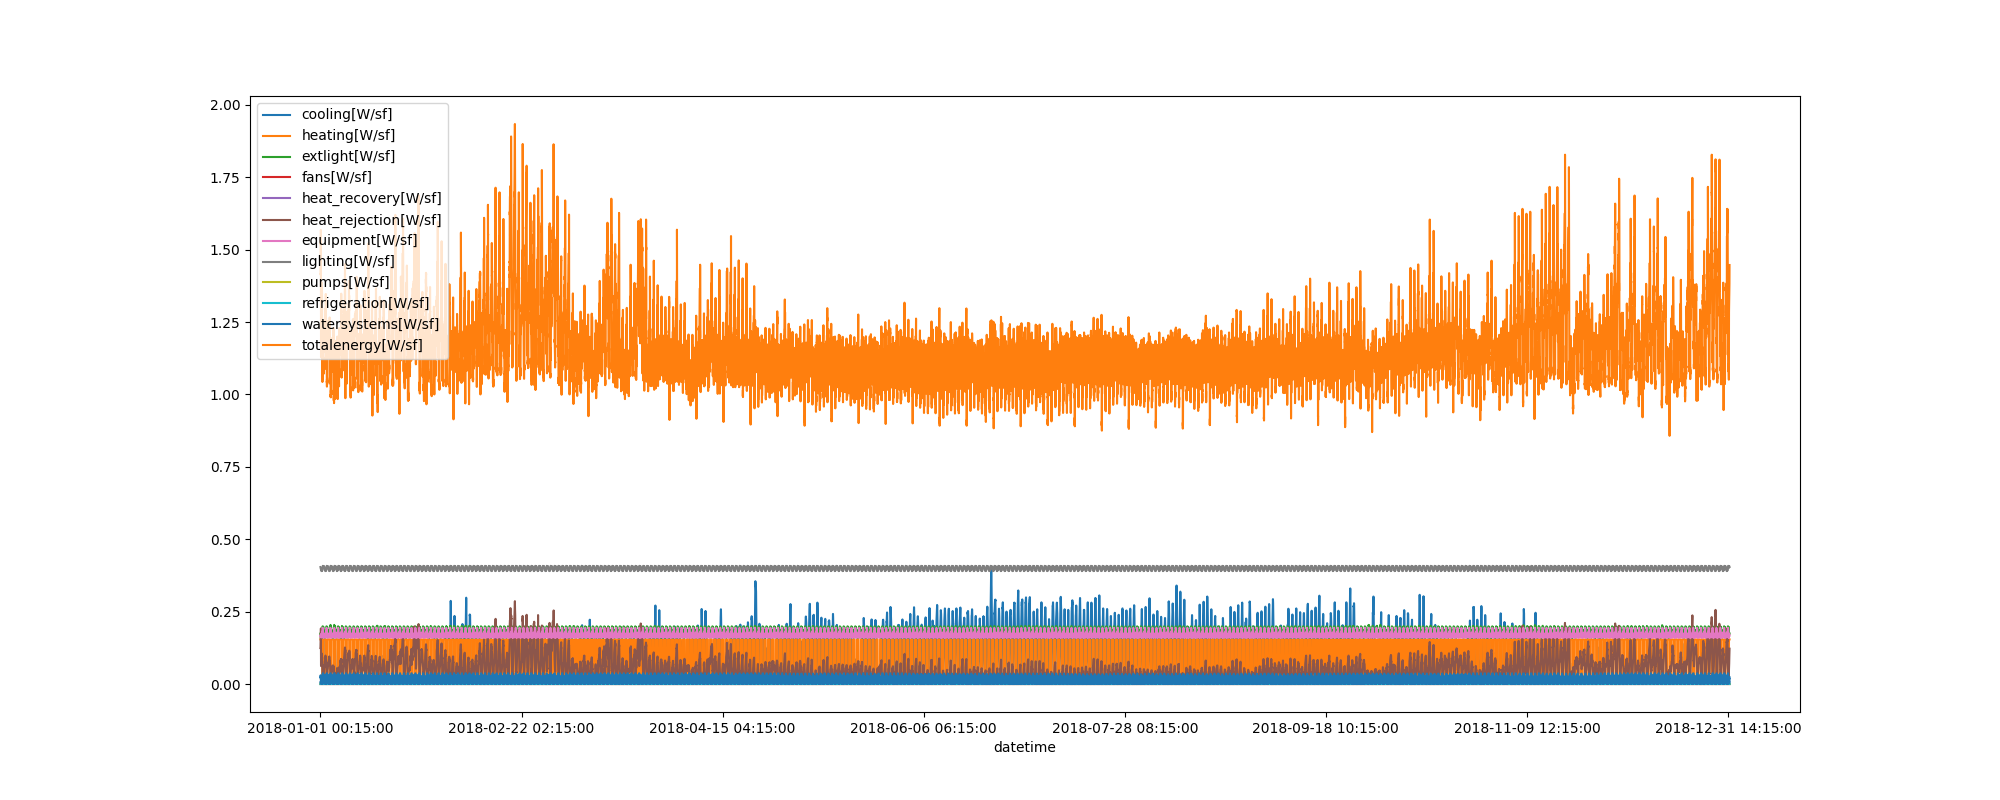 2.00
1.75
1.50
1.25
1.00
0.75
0.50
0.25
0.00
cooling[W/sf]
heating[W/sf]
extlight[W/sf]
fans[W/sf]
heat_recovery[W/sf]
heat_rejection[W/sf]
equipment[W/sf]
lighting[W/sf]
pumps[W/sf]
refrigeration[W/sf]
watersystems[W/sf]
totalenergy[W/sf]
2018-01-01 00:15:00
2018-02-22 02:15:00
2018-04-15 04:15:00
2018-06-06 06:15:00
2018-07-28 08:15:00
2018-09-18 10:15:00
2018-11-09 12:15:00
2018-12-31 14:15:00
datetime